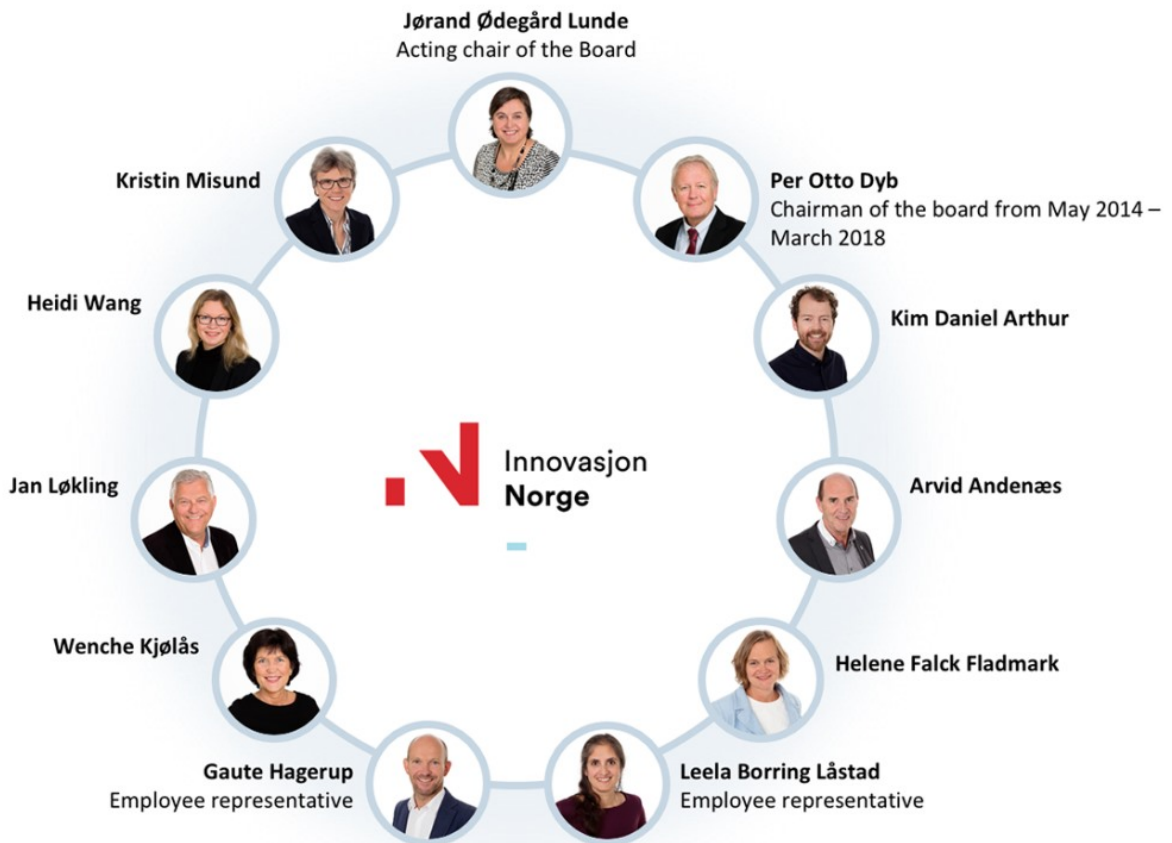 Jørand Ødegård Lunde
Acting chair of the Board
Kristin Misund
Per Otto Dyb
Chairman of the board from May 2014 –
March 2018
Heidi Wang
Kim Daniel Arthur
Innovasjon
Norge
Jan Løkling
Arvid Andenæs
Wenche Kjølås
Helene Falck Fladmark
Gaute Hagerup
Employee representative
Leela Borring Låstad
Employee representative